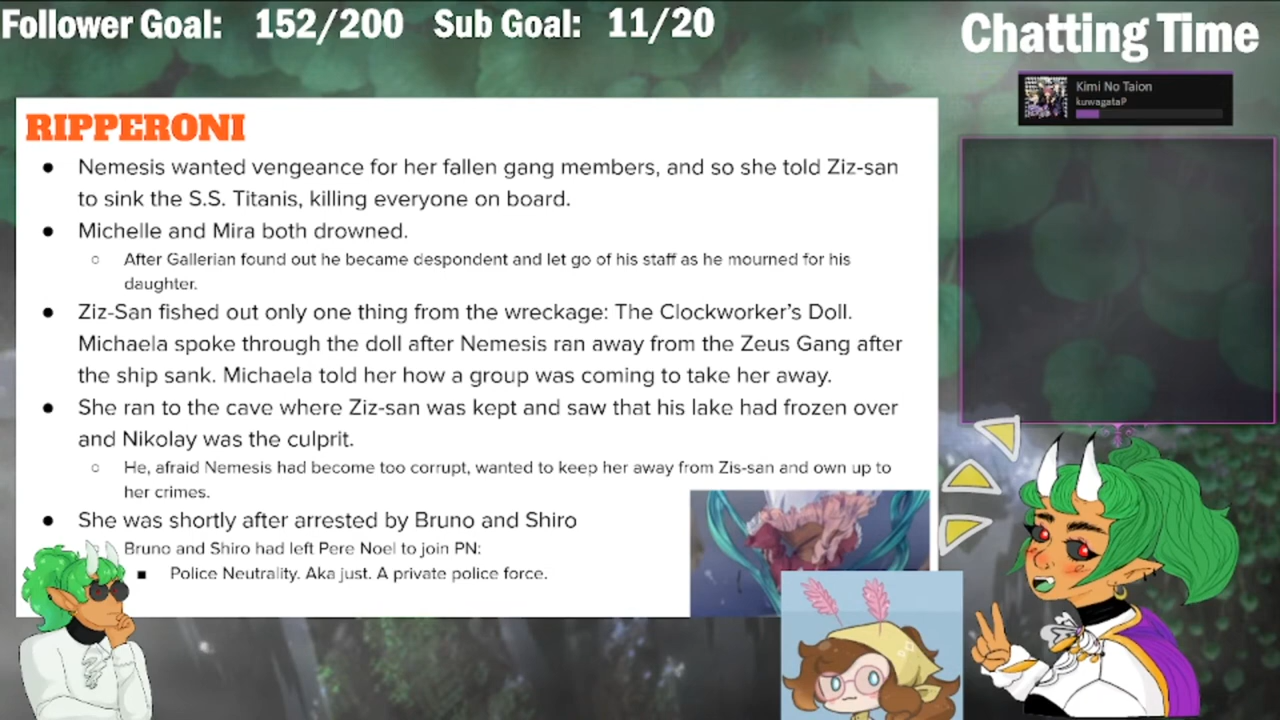 Follower Goal: 152/200 Sub Goal: 11/20
Chatting Time
Kimi No Taion
kuwagataP
RIPPERONI
● Nemesis wanted vengeance for her fallen gang members, and so she told Ziz-san
to sink the S.S. Titanis, killing everyone on board.
● Michelle and Mira both drowned.
○ After Gallerian found out he became despondent and let go of his staff as he mourned for his
daughter.
● Ziz-San fished out only one thing from the wreckage: The Clockworker's Doll.
Michaela spoke through the doll after Nemesis ran away from the Zeus Gang after
the ship sank. Michaela told her how a group was coming to take her away.
● She ran to the cave where Ziz-san was kept and saw that his lake had frozen over
and Nikolay was the culprit.
○ He, afraid Nemesis had become too corrupt, wanted to keep her away from Zis-san and own up to
her crimes.
● She was shortly after arrested by Bruno and Shiro
Bruno and Shiro had left Pere Noel to join PN:
■ Police Neutrality. Aka just. A private police force.